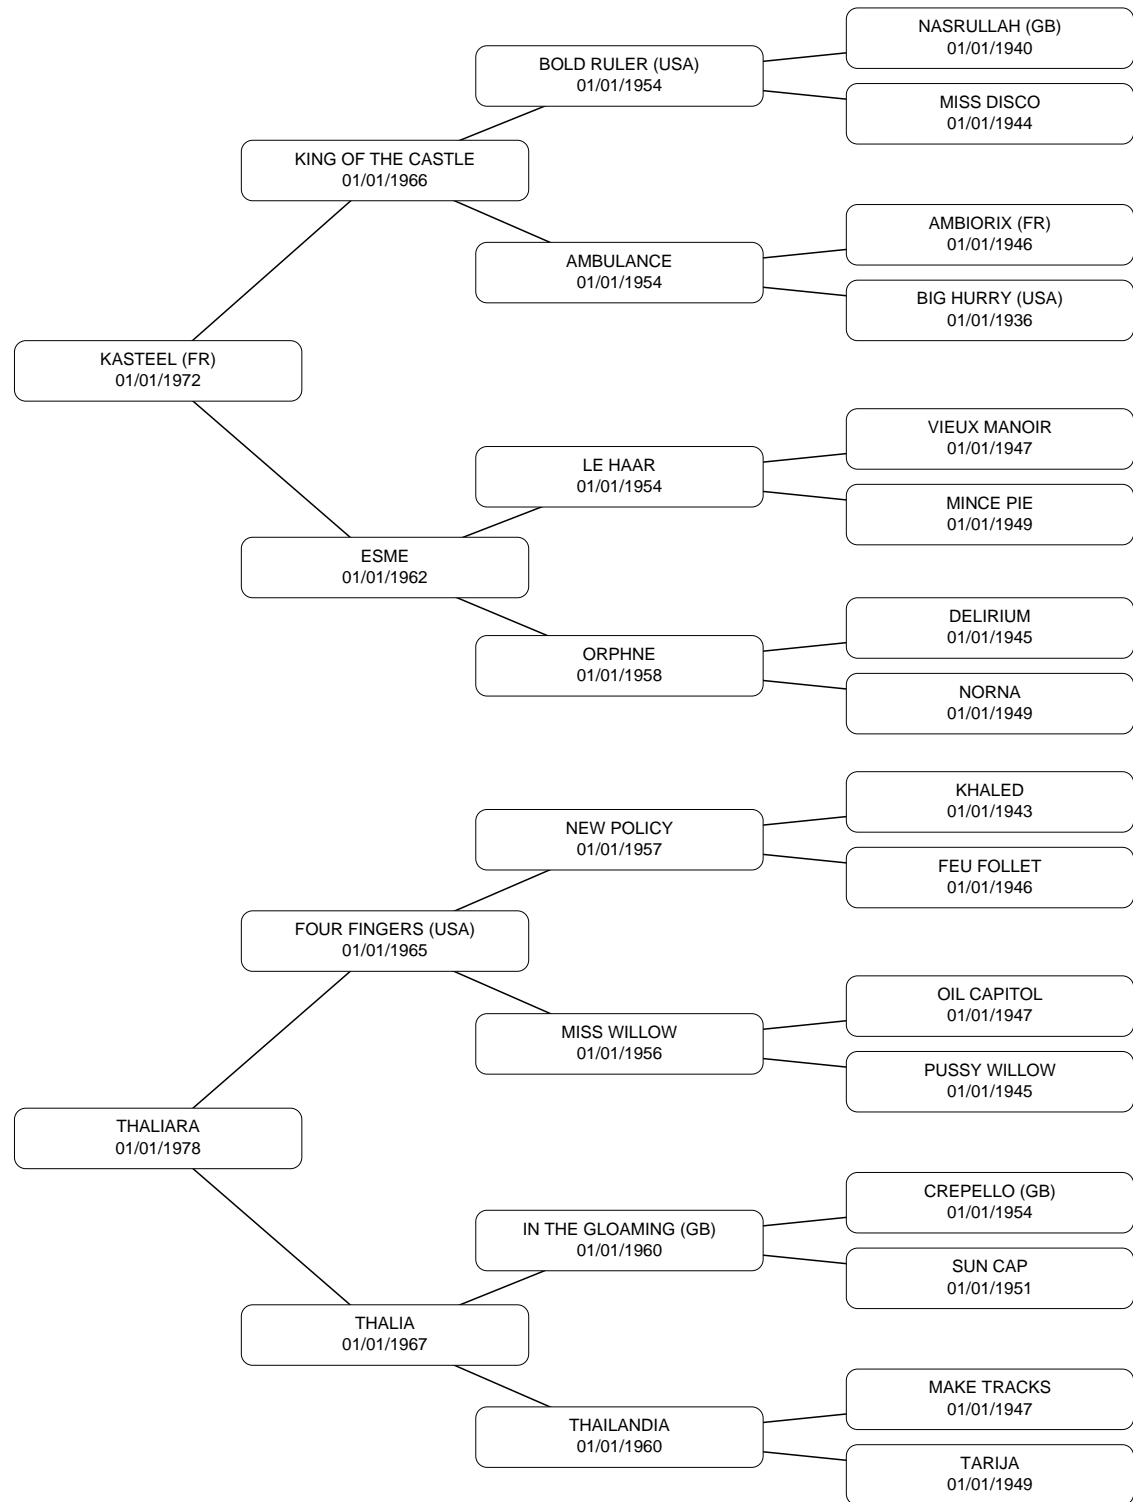 NASRULLAH (GB)
01/01/1940
BOLD RULER (USA)
01/01/1954
MISS DISCO
01/01/1944
KING OF THE CASTLE
01/01/1966
AMBIORIX (FR)
01/01/1946
AMBULANCE
01/01/1954
BIG HURRY (USA)
01/01/1936
KASTEEL (FR)
01/01/1972
VIEUX MANOIR
01/01/1947
LE HAAR
01/01/1954
MINCE PIE
01/01/1949
ESME
01/01/1962
DELIRIUM
01/01/1945
ORPHNE
01/01/1958
NORNA
01/01/1949
KHALED
01/01/1943
NEW POLICY
01/01/1957
FEU FOLLET
01/01/1946
FOUR FINGERS (USA)
01/01/1965
OIL CAPITOL
01/01/1947
MISS WILLOW
01/01/1956
PUSSY WILLOW
01/01/1945
THALIARA
01/01/1978
CREPELLO (GB)
01/01/1954
IN THE GLOAMING (GB)
01/01/1960
SUN CAP
01/01/1951
THALIA
01/01/1967
MAKE TRACKS
01/01/1947
THAILANDIA
01/01/1960
TARIJA
01/01/1949